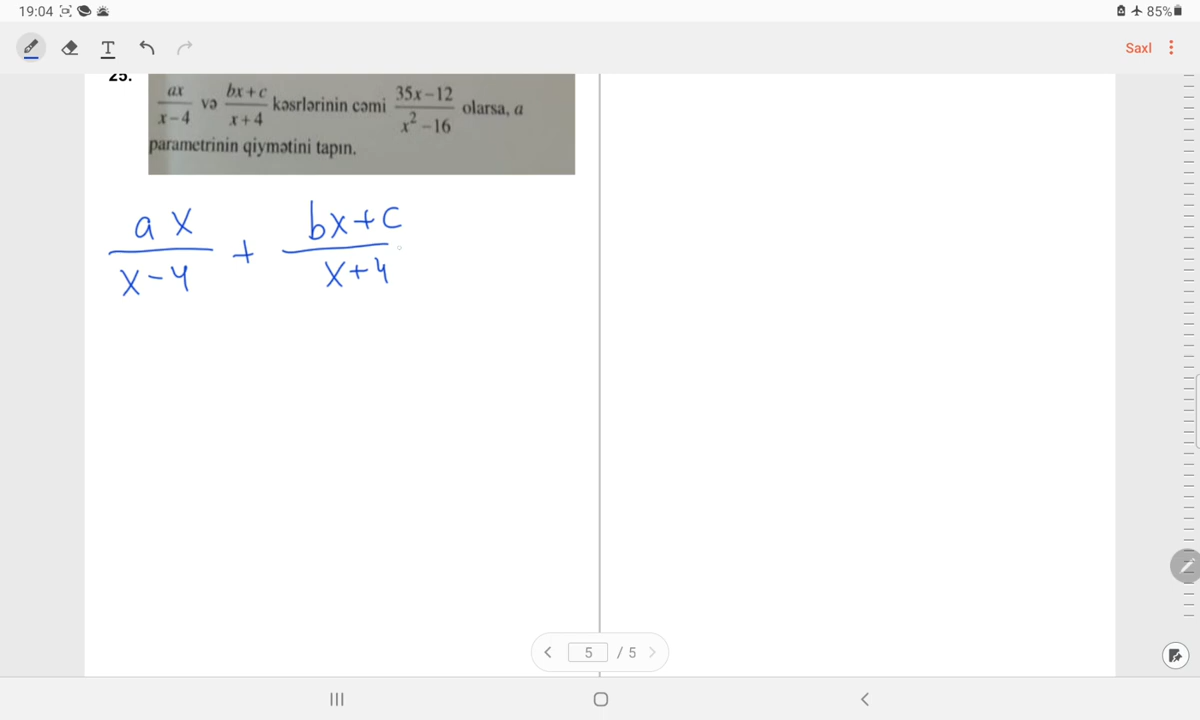 19:04 85%
T Saxl
25.
ax/(x-4) və (bx+c)/(x+4) kəsrlərinin cəmi (35x-12)/(x²-16) olarsa, a
parametrinin qiymətini tapın.
ax/(x-4) + (bx+c)/(x+4)
5 / 5